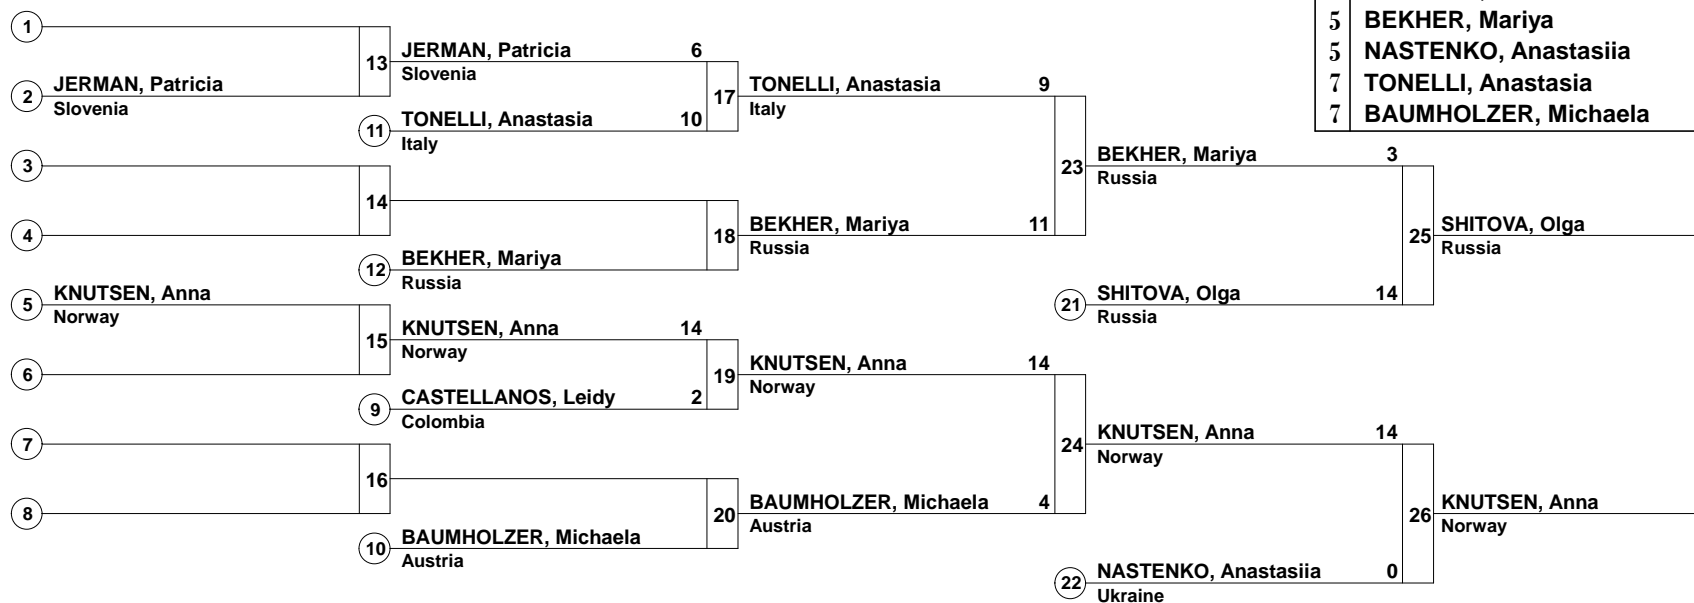 5 BEKHER, Mariya
5 NASTENKO, Anastasiia
7 TONELLI, Anastasia
7 BAUMHOLZER, Michaela
1
13
JERMAN, Patricia 6
Slovenia
2
JERMAN, Patricia
Slovenia
17
TONELLI, Anastasia 9
Italy
11
TONELLI, Anastasia 10
Italy
3
23
BEKHER, Mariya 3
Russia
14
4
18
BEKHER, Mariya 11
Russia
25
SHITOVA, Olga
Russia
12
BEKHER, Mariya
Russia
5
KNUTSEN, Anna
Norway
21
SHITOVA, Olga 14
Russia
15
KNUTSEN, Anna 14
Norway
6
19
KNUTSEN, Anna 14
Norway
9
CASTELLANOS, Leidy 2
Colombia
7
24
KNUTSEN, Anna 14
Norway
16
8
20
BAUMHOLZER, Michaela 4
Austria
26
KNUTSEN, Anna
Norway
10
BAUMHOLZER, Michaela
Austria
22
NASTENKO, Anastasiia 0
Ukraine